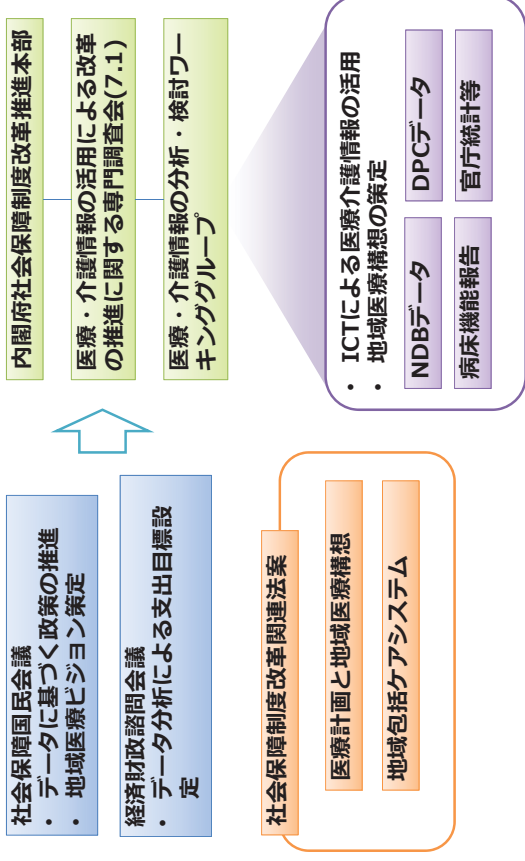 社会保障国民会議
• データに基づく政策の推進
• 地域医療ビジョン策定
経済財政諮問会議
• データ分析による支出目標設
定
社会保障制度改革関連法案
医療計画と地域医療構想
地域包括ケアシステム
内閣府社会保障制度改革推進本部
医療・介護情報の活用による改革
の推進に関する専門調査会(7.1)
医療・介護情報の分析・検討ワー
キンググループ
• ICTによる医療介護情報の活用
• 地域医療構想の策定
NDBデータ
DPCデータ
病床機能報告
官庁統計等